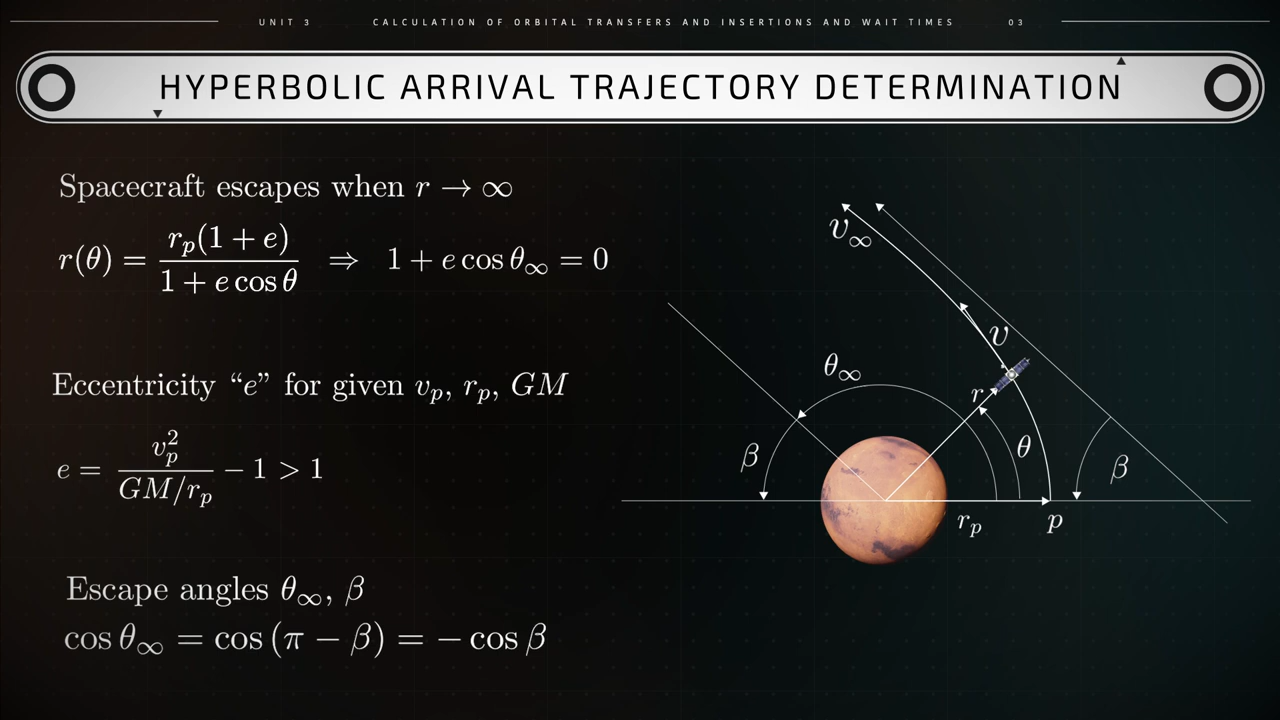 UNIT 3 CALCULATION OF ORBITAL TRANSFERS AND INSERTIONS AND WAIT TIMES 03
HYPERBOLIC ARRIVAL TRAJECTORY DETERMINATION
Spacecraft escapes when r → ∞
r(θ) = r_p(1 + e) / (1 + e cos θ) ⇒ 1 + e cos θ_∞ = 0
Eccentricity “e” for given v_p, r_p, GM
e = v_p^2 / (GM/r_p) − 1 > 1
Escape angles θ_∞, β
cos θ_∞ = cos (π − β) = − cos β
v_∞
v
θ_∞
r
β
θ
β
r_p
p